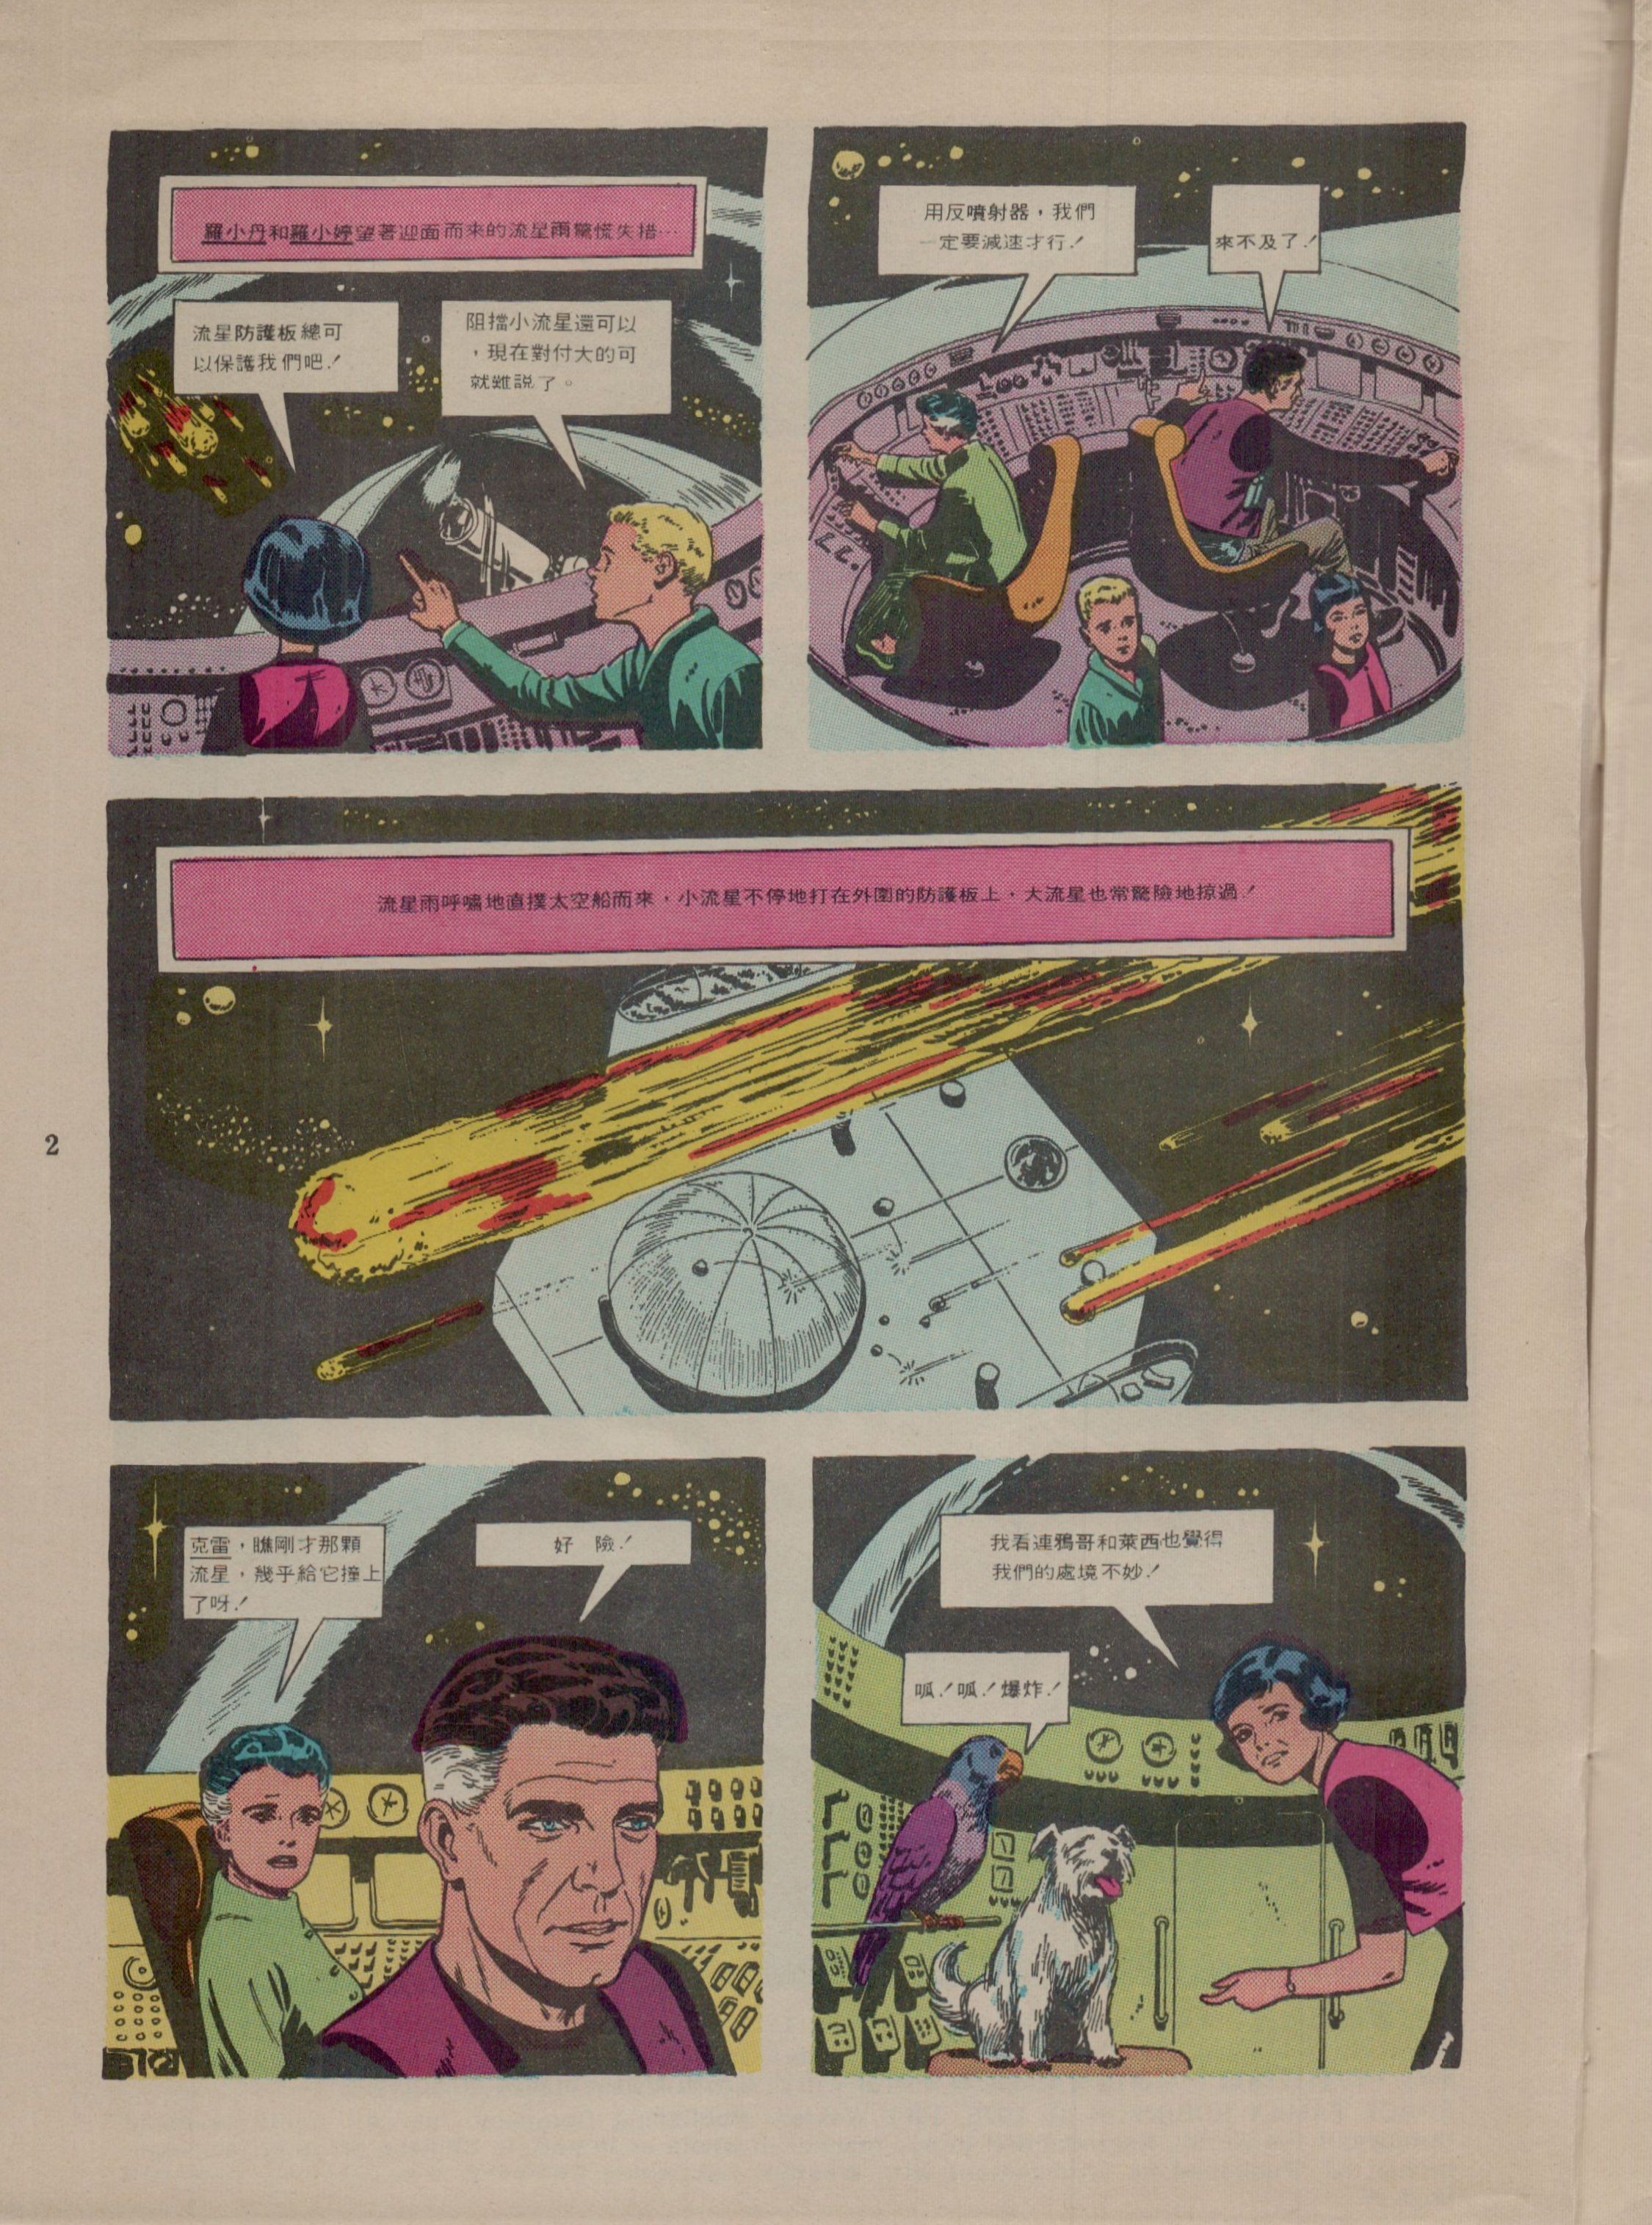 羅小丹和羅小婷望著迎面而來的流星雨驚慌失措…
流星防護板總可
以保護我們吧！
阻擋小流星還可以
，現在對付大的可
就難説了。
用反噴射器，我們
一定要減速才行！
來不及了！
流星雨呼嘯地直撲太空船而來，小流星不停地打在外圍的防護板上，大流星也常驚險地掠過！
2
克雷，瞧剛才那顆
流星，幾乎給它撞上
了呀！
好 險！
我看連鴉哥和萊西也覺得
我們的處境不妙！
呱！呱！爆炸！